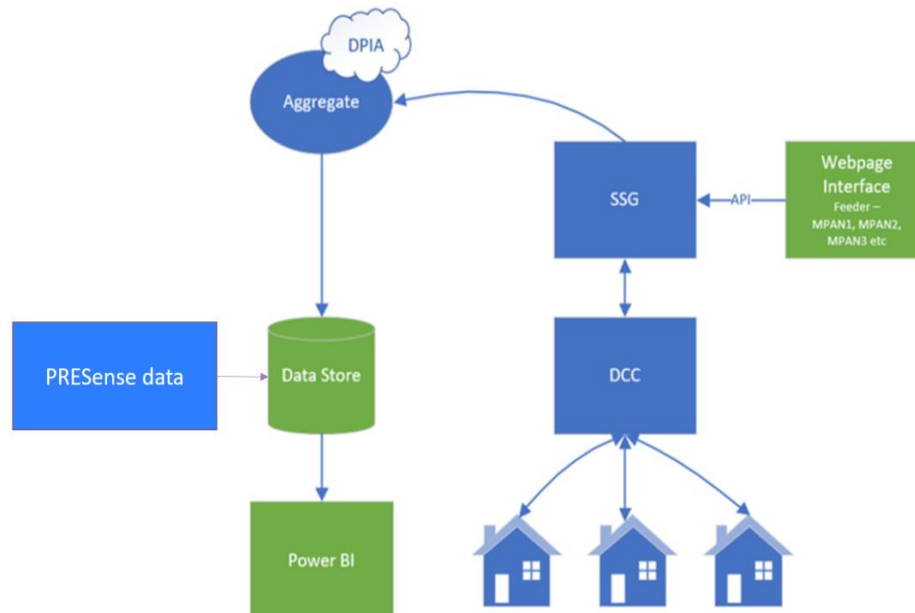 DPIA
Aggregate
SSG
API
Webpage
Interface
Feeder –
MPAN1, MPAN2,
MPAN3 etc
PRESense data
Data Store
DCC
Power BI